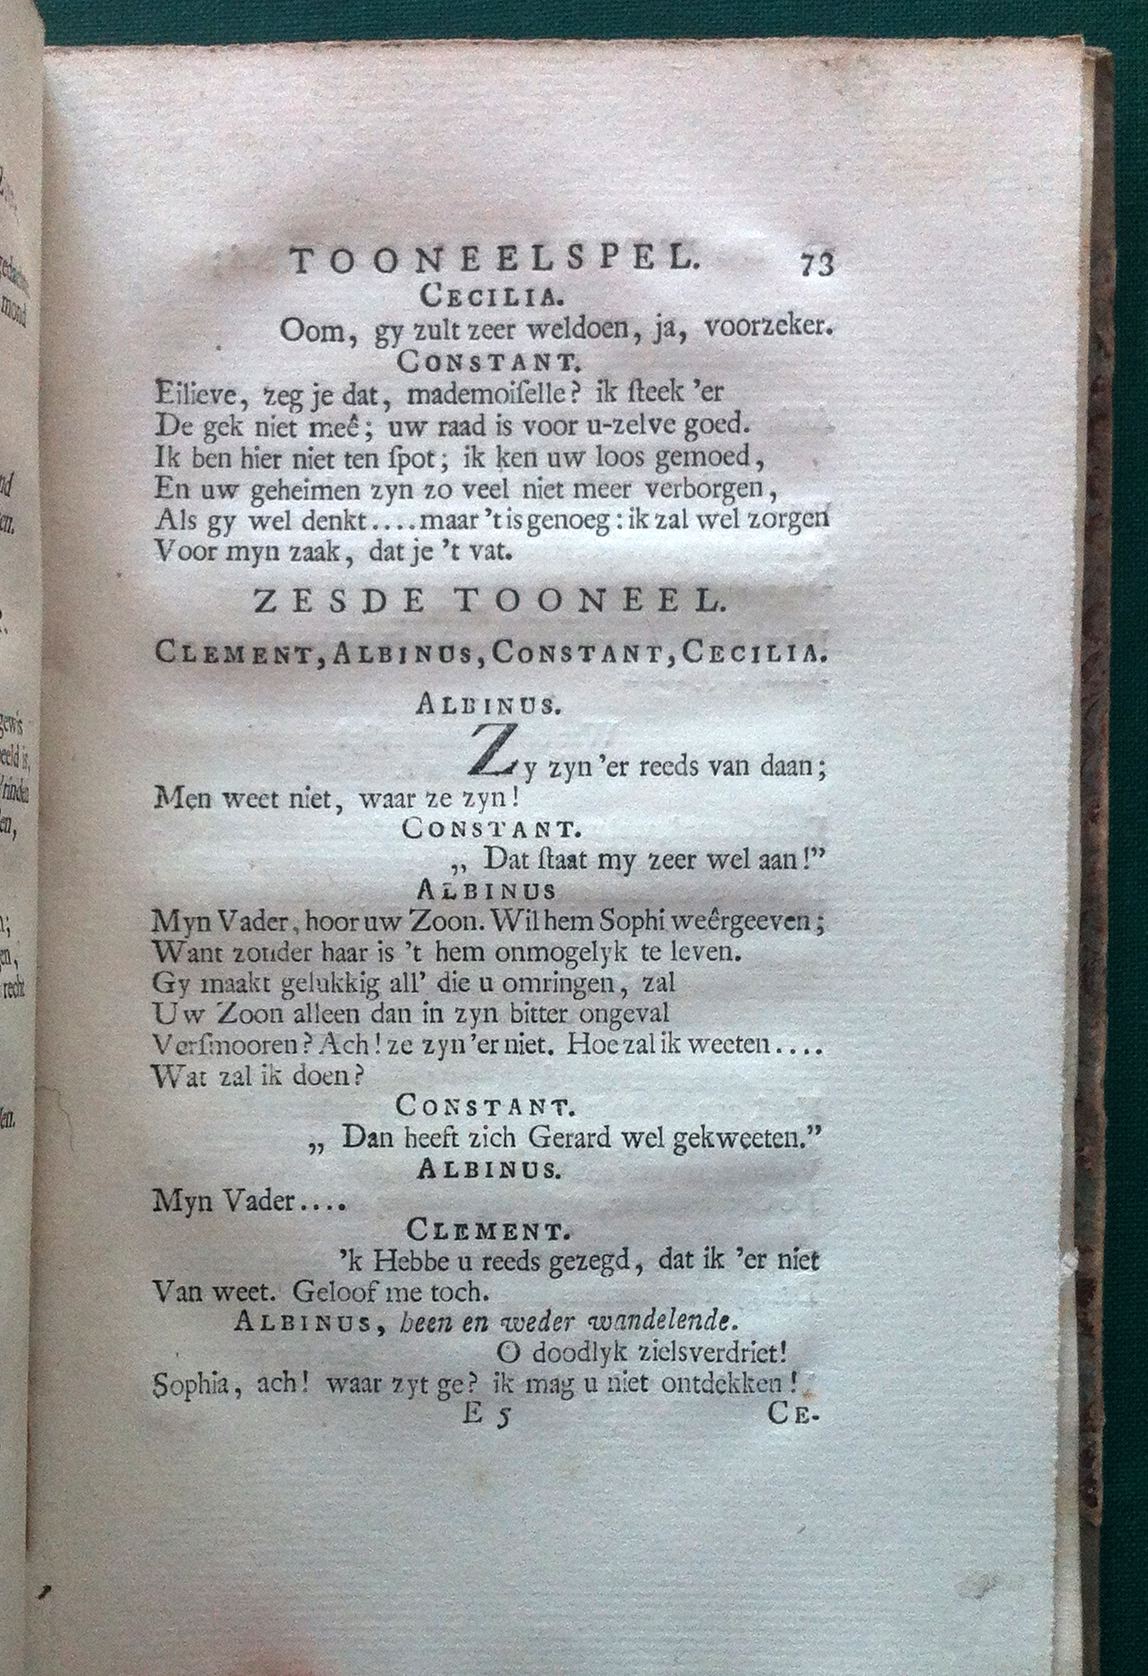 TOONEELSPEL. 73
CECILIA.
Oom, gy zult zeer weldoen, ja, voorzeker.
CONSTANT.
Eilieve, zeg je dat, mademoiſelle? ik ſteek 'er
De gek niet meê; uw raad is voor u-zelve goed.
Ik ben hier niet ten ſpot; ik ken uw loos gemoed,
En uw geheimen zyn zo veel niet meer verborgen,
Als gy wel denkt....maar 't is genoeg: ik zal wel zorgen
Voor myn zaak, dat je 't vat.
ZESDE TOONEEL.
CLEMENT, ALBINUS, CONSTANT, CECILIA.
ALBINUS.
Zy zyn 'er reeds van daan;
Men weet niet, waar ze zyn!
CONSTANT.
„ Dat ſtaat my zeer wel aan!”
ALBINUS
Myn Vader, hoor uw Zoon. Wil hem Sophi weêrgeeven;
Want zonder haar is 't hem onmogelyk te leven.
Gy maakt gelukkig all' die u omringen, zal
Uw Zoon alleen dan in zyn bitter ongeval
Verſmooren? Ach! ze zyn 'er niet. Hoe zal ik weeten....
Wat zal ik doen?
CONSTANT.
„ Dan heeft zich Gerard wel gekweeten.”
ALBINUS.
Myn Vader....
CLEMENT.
'k Hebbe u reeds gezegd, dat ik 'er niet
Van weet. Geloof me toch.
ALBINUS, heen en weder wandelende.
O doodlyk zielsverdriet!
Sophia, ach! waar zyt ge? ik mag u niet ontdekken!
E 5 CE-